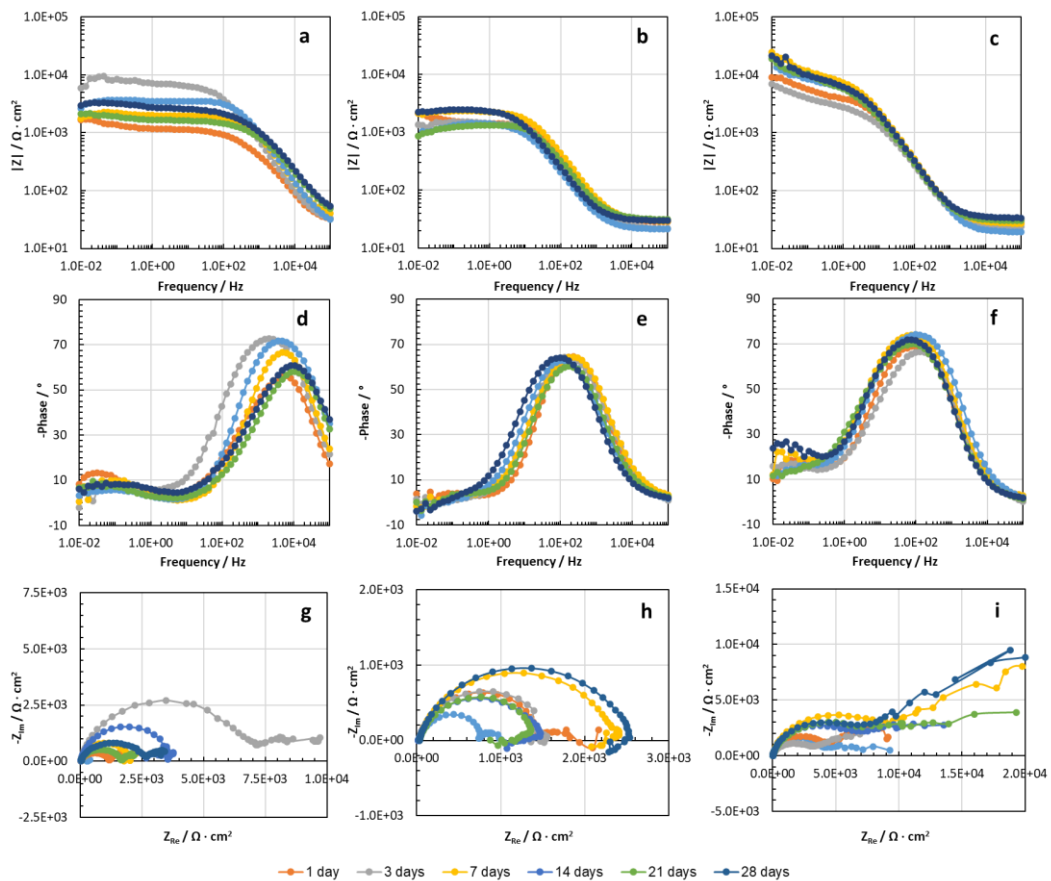 a
b
c
|Z| / Ω · cm²
1.0E+05
1.0E+04
1.0E+03
1.0E+02
1.0E+01
1.0E-02 1.0E+00 1.0E+02 1.0E+04
Frequency / Hz
|Z| / Ω · cm²
1.0E+05
1.0E+04
1.0E+03
1.0E+02
1.0E+01
1.0E-02 1.0E+00 1.0E+02 1.0E+04
Frequency / Hz
|Z| / Ω · cm²
1.0E+05
1.0E+04
1.0E+03
1.0E+02
1.0E+01
1.0E-02 1.0E+00 1.0E+02 1.0E+04
Frequency / Hz
d
e
f
-Phase / °
90
70
50
30
10
-10
1.0E-02 1.0E+00 1.0E+02 1.0E+04
Frequency / Hz
-Phase / °
90
70
50
30
10
-10
1.0E-02 1.0E+00 1.0E+02 1.0E+04
Frequency / Hz
-Phase / °
90
70
50
30
10
-10
1.0E-02 1.0E+00 1.0E+02 1.0E+04
Frequency / Hz
g
h
i
-ZIm / Ω · cm²
7.5E+03
5.0E+03
2.5E+03
0.0E+00
-2.5E+03
0.0E+00 2.5E+03 5.0E+03 7.5E+03 1.0E+04
ZRe / Ω · cm²
-ZIm / Ω · cm²
2.0E+03
1.0E+03
0.0E+00
-1.0E+03
0.0E+00 1.0E+03 2.0E+03 3.0E+03
ZRe / Ω · cm²
-ZIm / Ω · cm²
1.5E+04
1.0E+04
5.0E+03
0.0E+00
-5.0E+03
0.0E+00 5.0E+03 1.0E+04 1.5E+04 2.0E+04
ZRe / Ω · cm²
1 day 3 days 7 days 14 days 21 days 28 days